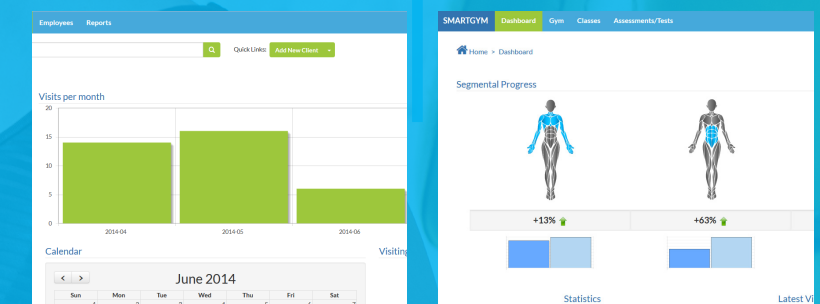 Employees Reports
Quick Links: Add New Client
Visits per month
20
15
10
5
0
2014-04 2014-05 2014-06
Calendar
Visiting
June 2014
Sun Mon Tue Wed Thu Fri Sat
SMARTGYM Dashboard Gym Classes Assessments/Tests
Home > Dashboard
Segmental Progress
+13% +63%
Statistics
Latest Vi